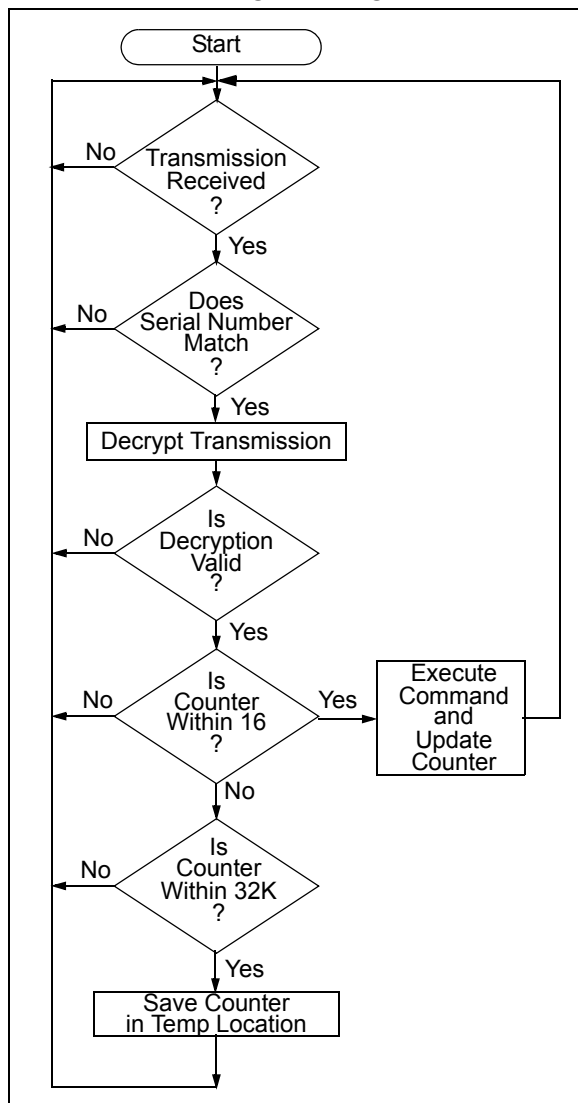 Start
No
Transmission
Received
?
Yes
No
Does
Serial Number
Match
?
Yes
Decrypt Transmission
No
Is
Decryption
Valid
?
Yes
No
Is
Counter
Within 16
?
Yes
Execute
Command
and
Update
Counter
No
No
Is
Counter
Within 32K
?
Yes
Save Counter
in Temp Location